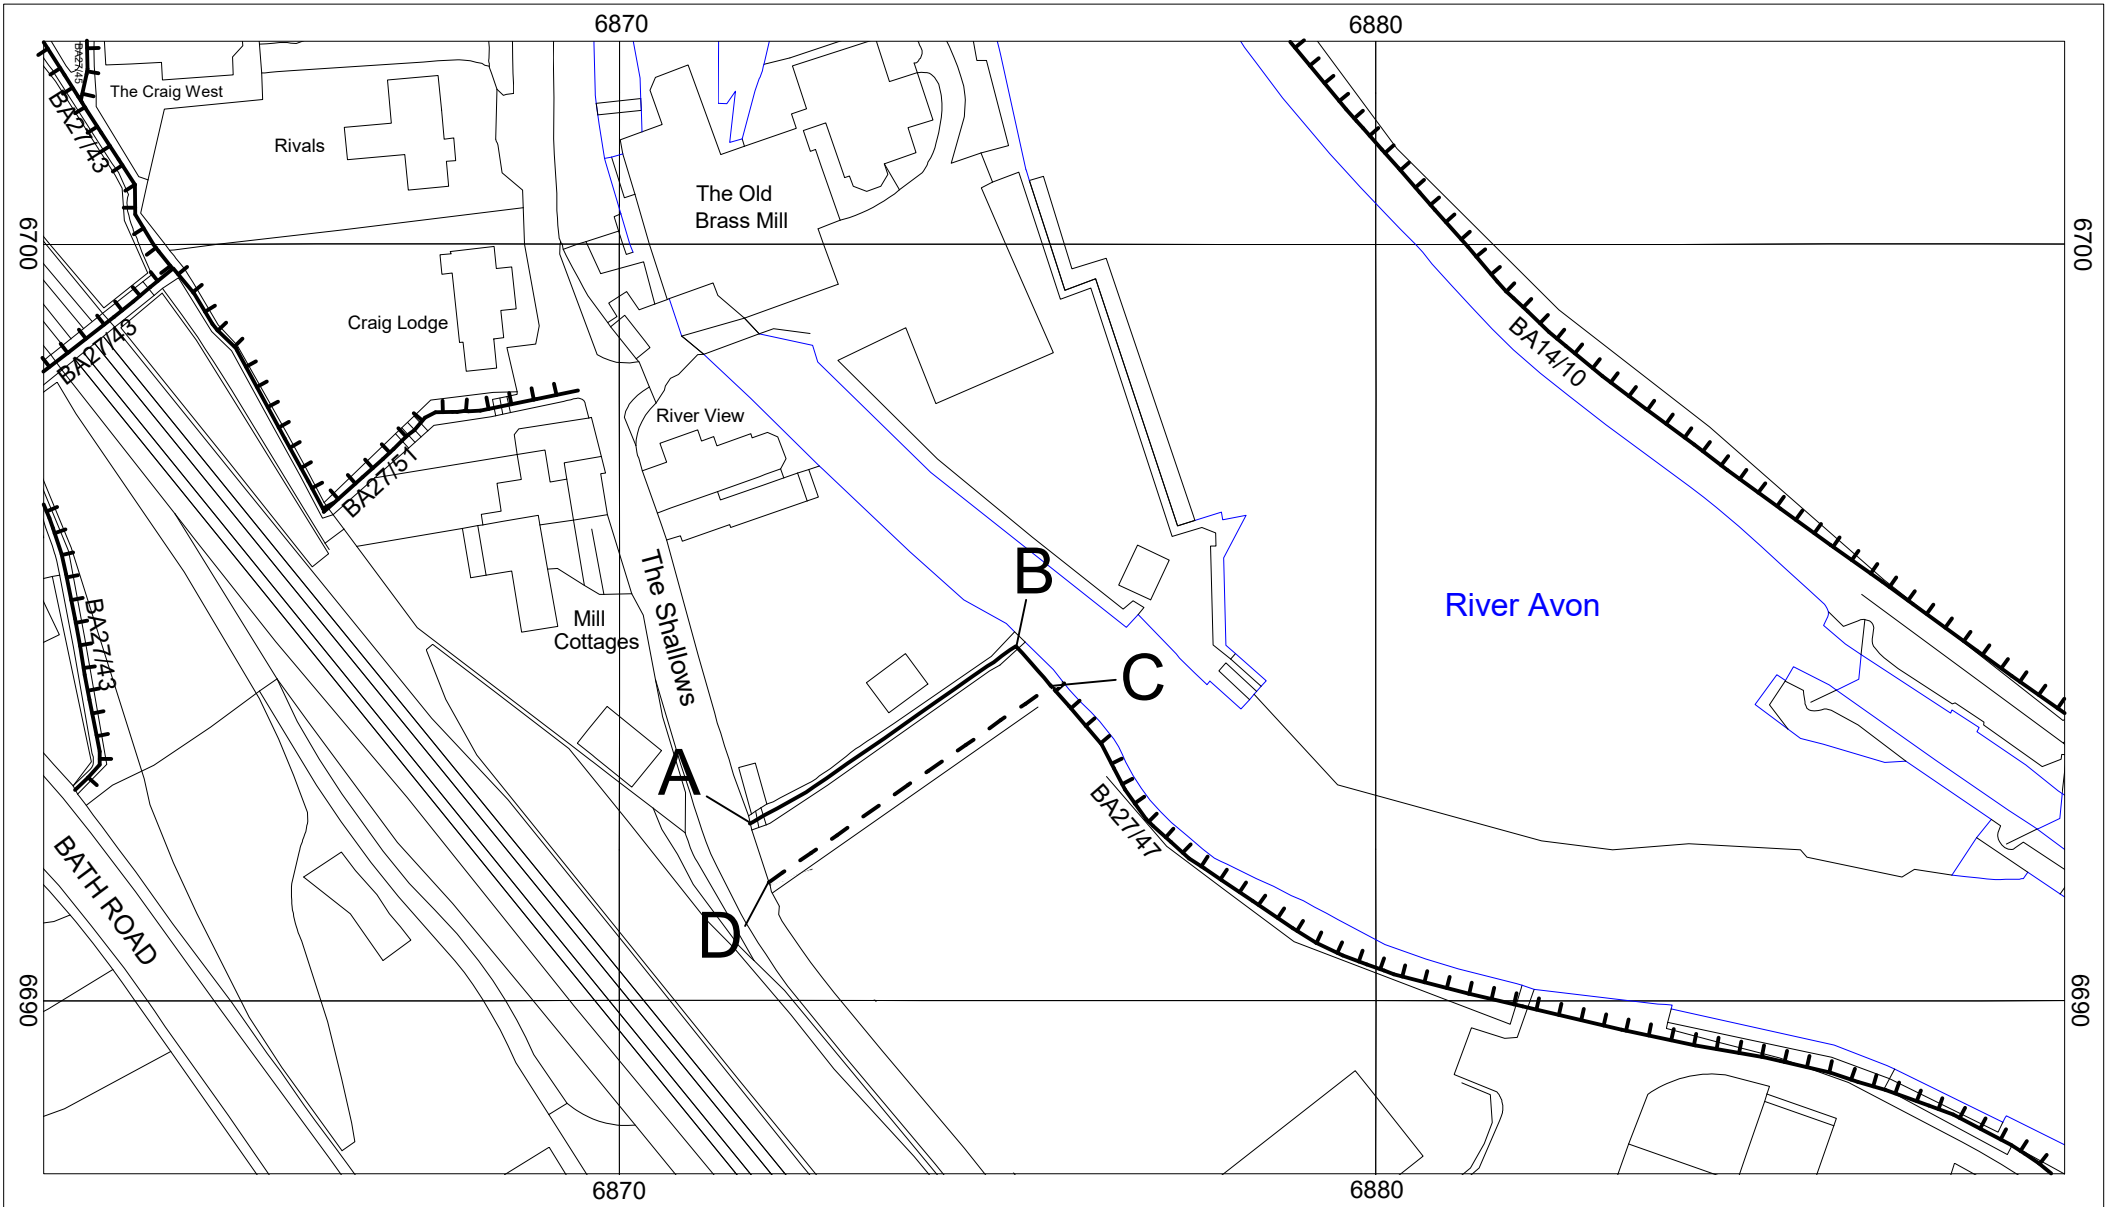 6870
6880
BA27/45
The Craig West
BA27/43
Rivals
The Old
Brass Mill
6700
6700
Craig Lodge
BA27/43
BA14/10
River View
BA27/51
The Shallows
B
River Avon
BA27/43
Mill
Cottages
C
A
BA27/47
BATH ROAD
D
6690
6690
6870
6880